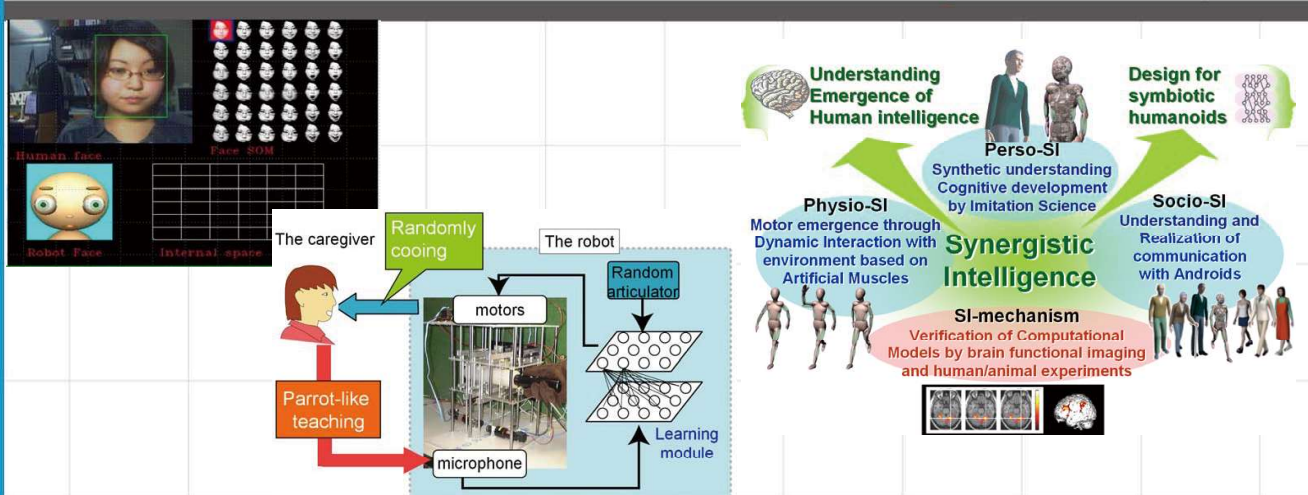 Human face
Face SOM
Robot Face
Internal space
The caregiver
Randomly
cooing
The robot
Random
articulator
motors
Parrot-like
teaching
microphone
Learning
module
Understanding
Emergence of
Human intelligence
Design for
symbiotic
humanoids
Perso-SI
Synthetic understanding
Cognitive development
by Imitation Science
Physio-SI
Motor emergence through
Dynamic Interaction with
environment based on
Artificial Muscles
Socio-SI
Understanding and
Realization of
communication
with Androids
Synergistic
Intelligence
SI-mechanism
Verification of Computational
Models by brain functional imaging
and human/animal experiments